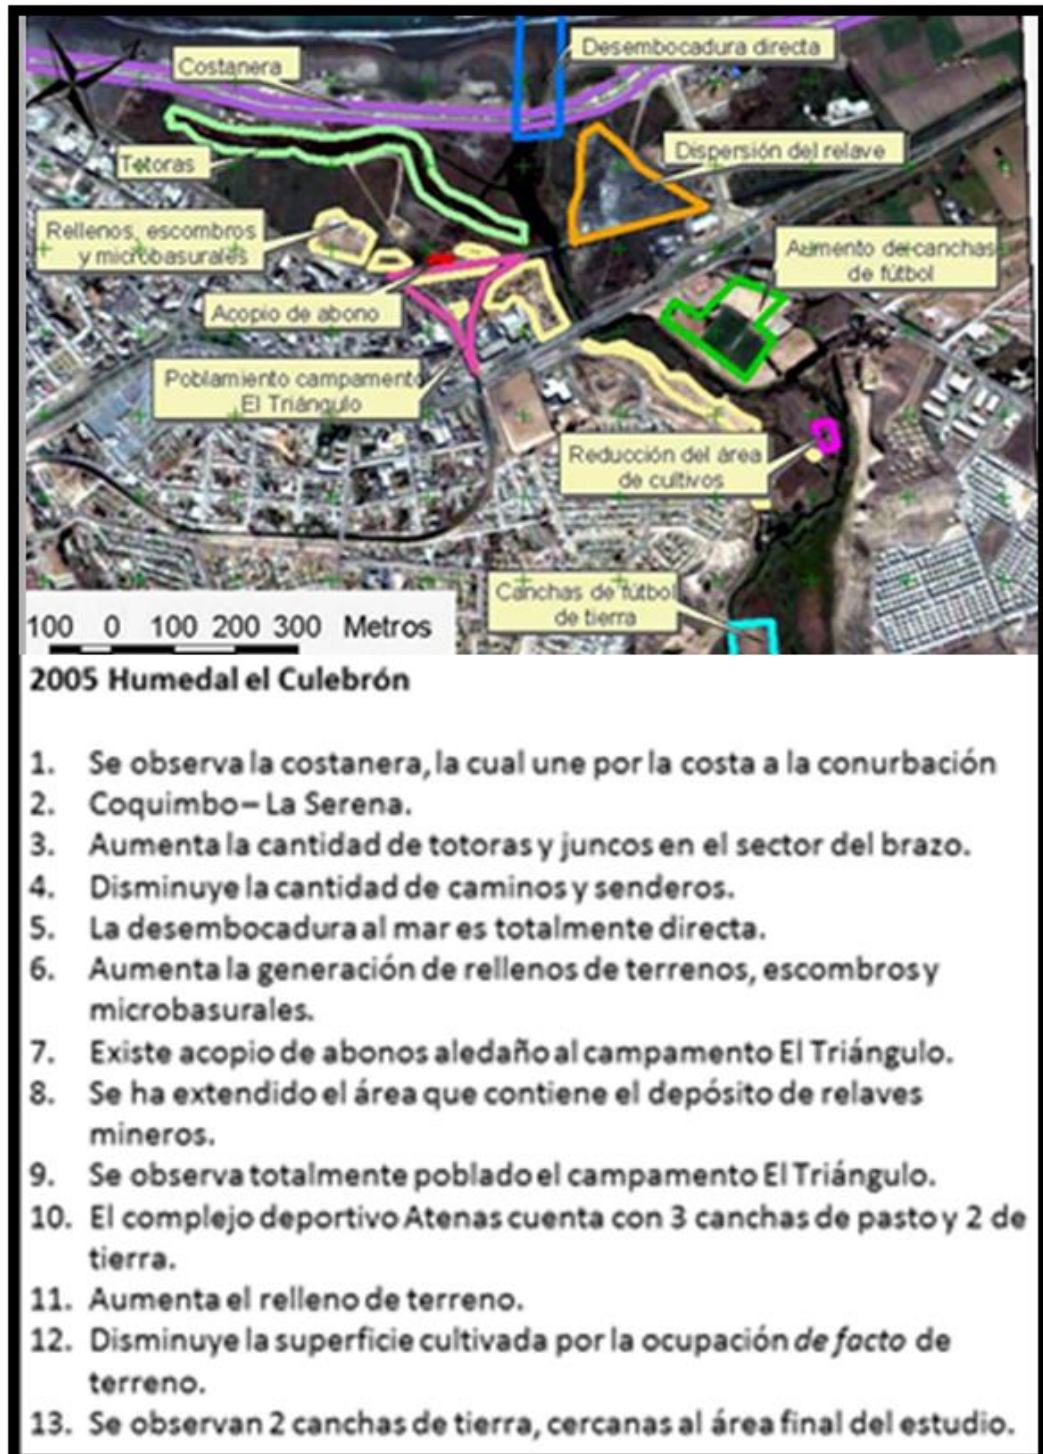 Desembocadura directa
Costanera
Totoras
Dispersión del relave
Rellenos, escombros
y microbasurales
Aumento de canchas
de fútbol
Acopio de abono
Poblamiento campamento
El Triángulo
Reducción del área
de cultivos
Canchas de fútbol
de tierra
100 0 100 200 300 Metros
2005 Humedal el Culebrón
1. Se observa la costanera, la cual une por la costa a la conurbación
2. Coquimbo – La Serena.
3. Aumenta la cantidad de totoras y juncos en el sector del brazo.
4. Disminuye la cantidad de caminos y senderos.
5. La desembocadura al mar es totalmente directa.
6. Aumenta la generación de rellenos de terrenos, escombros y
microbasurales.
7. Existe acopio de abonos aledaño al campamento El Triángulo.
8. Se ha extendido el área que contiene el depósito de relaves
mineros.
9. Se observa totalmente poblado el campamento El Triángulo.
10. El complejo deportivo Atenas cuenta con 3 canchas de pasto y 2 de
tierra.
11. Aumenta el relleno de terreno.
12. Disminuye la superficie cultivada por la ocupación de facto de
terreno.
13. Se observan 2 canchas de tierra, cercanas al área final del estudio.